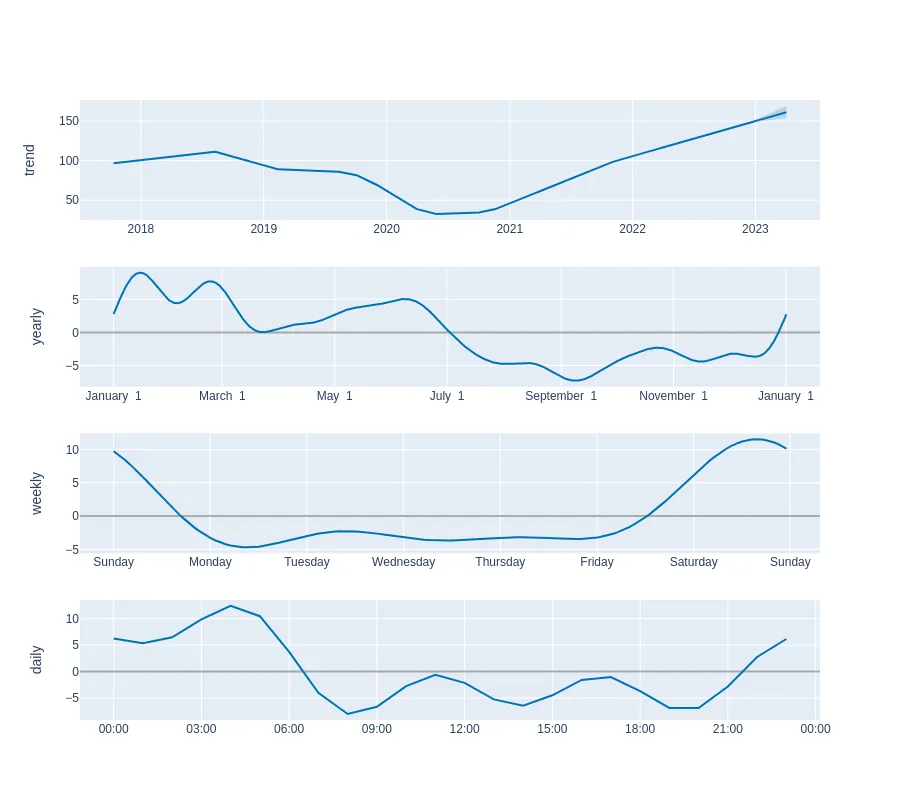 trend
150
100
50
2018 2019 2020 2021 2022 2023
yearly
5
0
−5
January 1 March 1 May 1 July 1 September 1 November 1 January 1
weekly
10
5
0
−5
Sunday Monday Tuesday Wednesday Thursday Friday Saturday Sunday
daily
10
5
0
−5
00:00 03:00 06:00 09:00 12:00 15:00 18:00 21:00 00:00